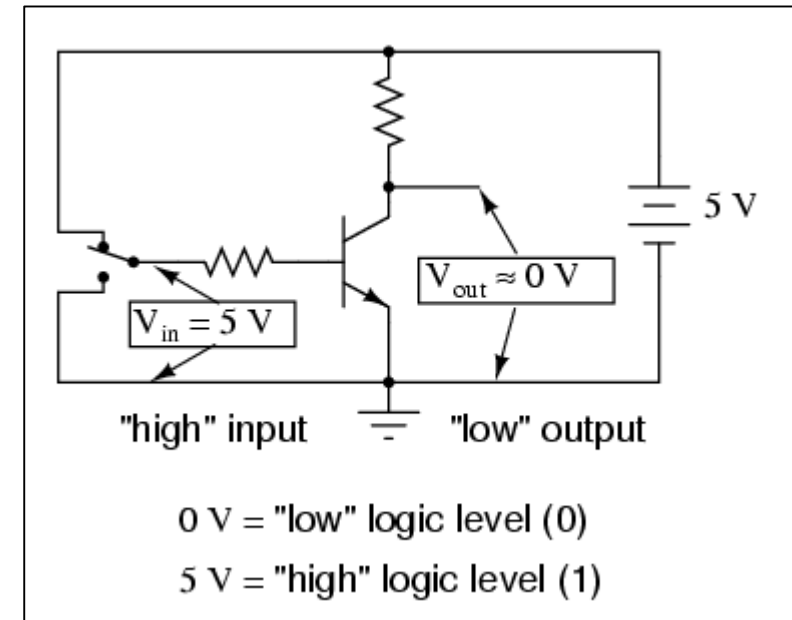 5 V
V_out ≈ 0 V
V_in = 5 V
"high" input
"low" output
0 V = "low" logic level (0)
5 V = "high" logic level (1)